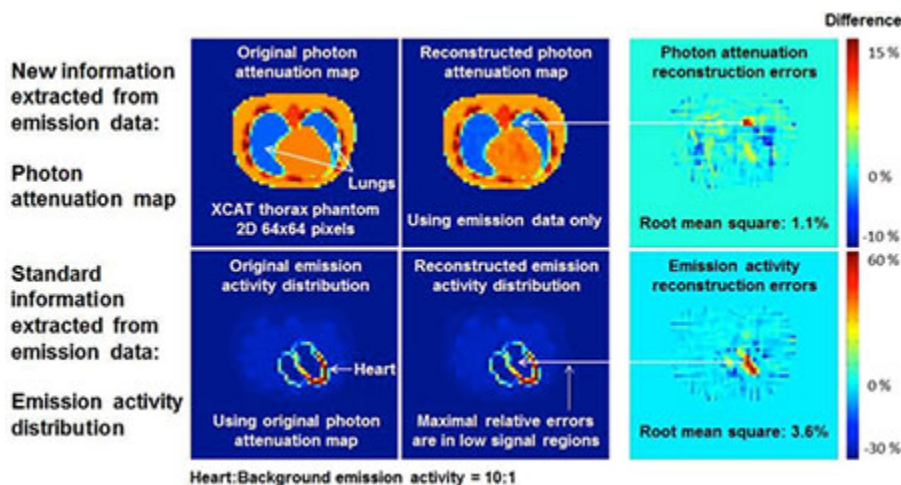 Difference
New information
extracted from
emission data:
Photon
attenuation map
Original photon
attenuation map
Lungs
XCAT thorax phantom
2D 64x64 pixels
Reconstructed photon
attenuation map
Using emission data only
Photon attenuation
reconstruction errors
Root mean square: 1.1%
15 %
0 %
-10 %
Standard
information
extracted from
emission data:
Emission activity
distribution
Original emission
activity distribution
Heart
Using original photon
attenuation map
Reconstructed emission
activity distribution
Maximal relative errors
are in low signal regions
Emission activity
reconstruction errors
Root mean square: 3.6%
60 %
0 %
-30 %
Heart:Background emission activity = 10:1